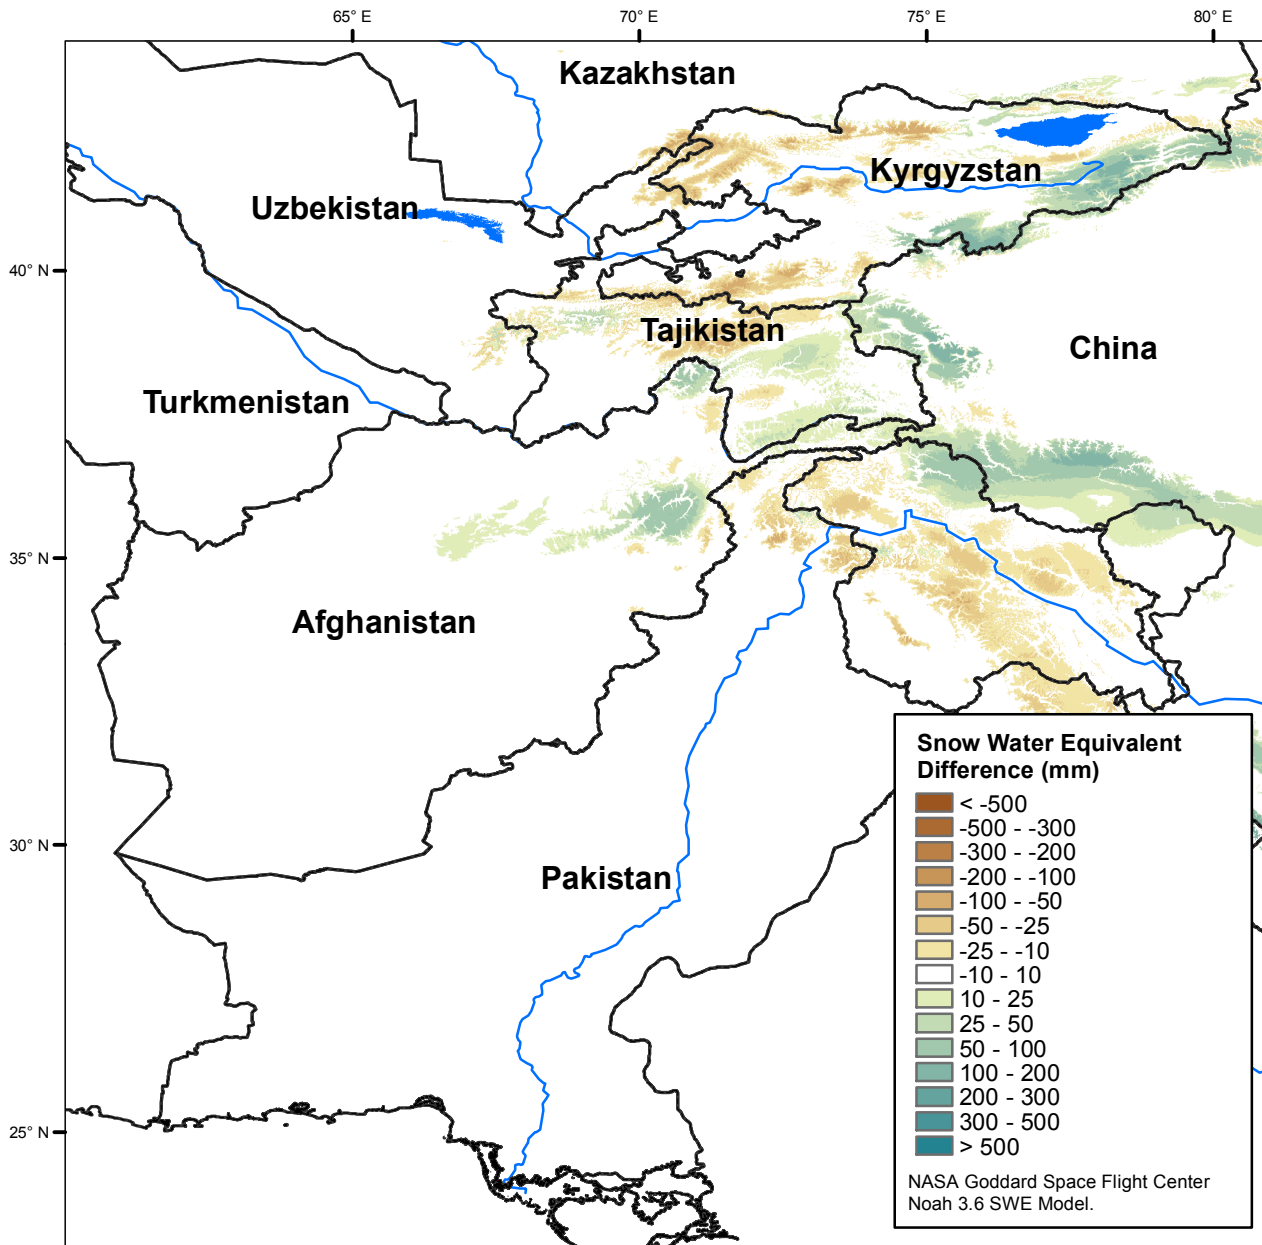 65° E
70° E
75° E
80° E
Kazakhstan
Kyrgyzstan
Uzbekistan
40° N
Tajikistan
China
Turkmenistan
35° N
Afghanistan
Snow Water Equivalent
Difference (mm)
< -500
-500 - -300
-300 - -200
-200 - -100
-100 - -50
-50 - -25
-25 - -10
-10 - 10
10 - 25
25 - 50
50 - 100
100 - 200
200 - 300
300 - 500
> 500
30° N
Pakistan
25° N
NASA Goddard Space Flight Center
Noah 3.6 SWE Model.